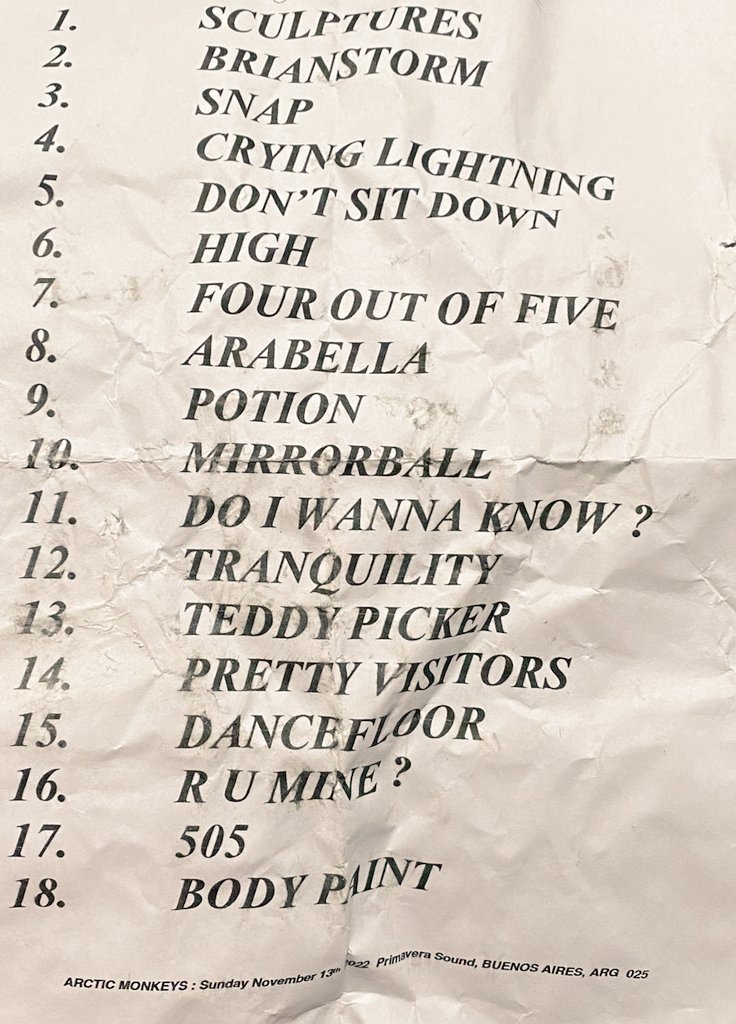 1. SCULPTURES
2. BRIANSTORM
3. SNAP
4. CRYING LIGHTNING
5. DON'T SIT DOWN
6. HIGH
7. FOUR OUT OF FIVE
8. ARABELLA
9. POTION
10. MIRRORBALL
11. DO I WANNA KNOW ?
12. TRANQUILITY
13. TEDDY PICKER
14. PRETTY VISITORS
15. DANCEFLOOR
16. R U MINE ?
17. 505
18. BODY PAINT
ARCTIC MONKEYS : Sunday November 13th 2022 Primavera Sound, BUENOS AIRES, ARG 025